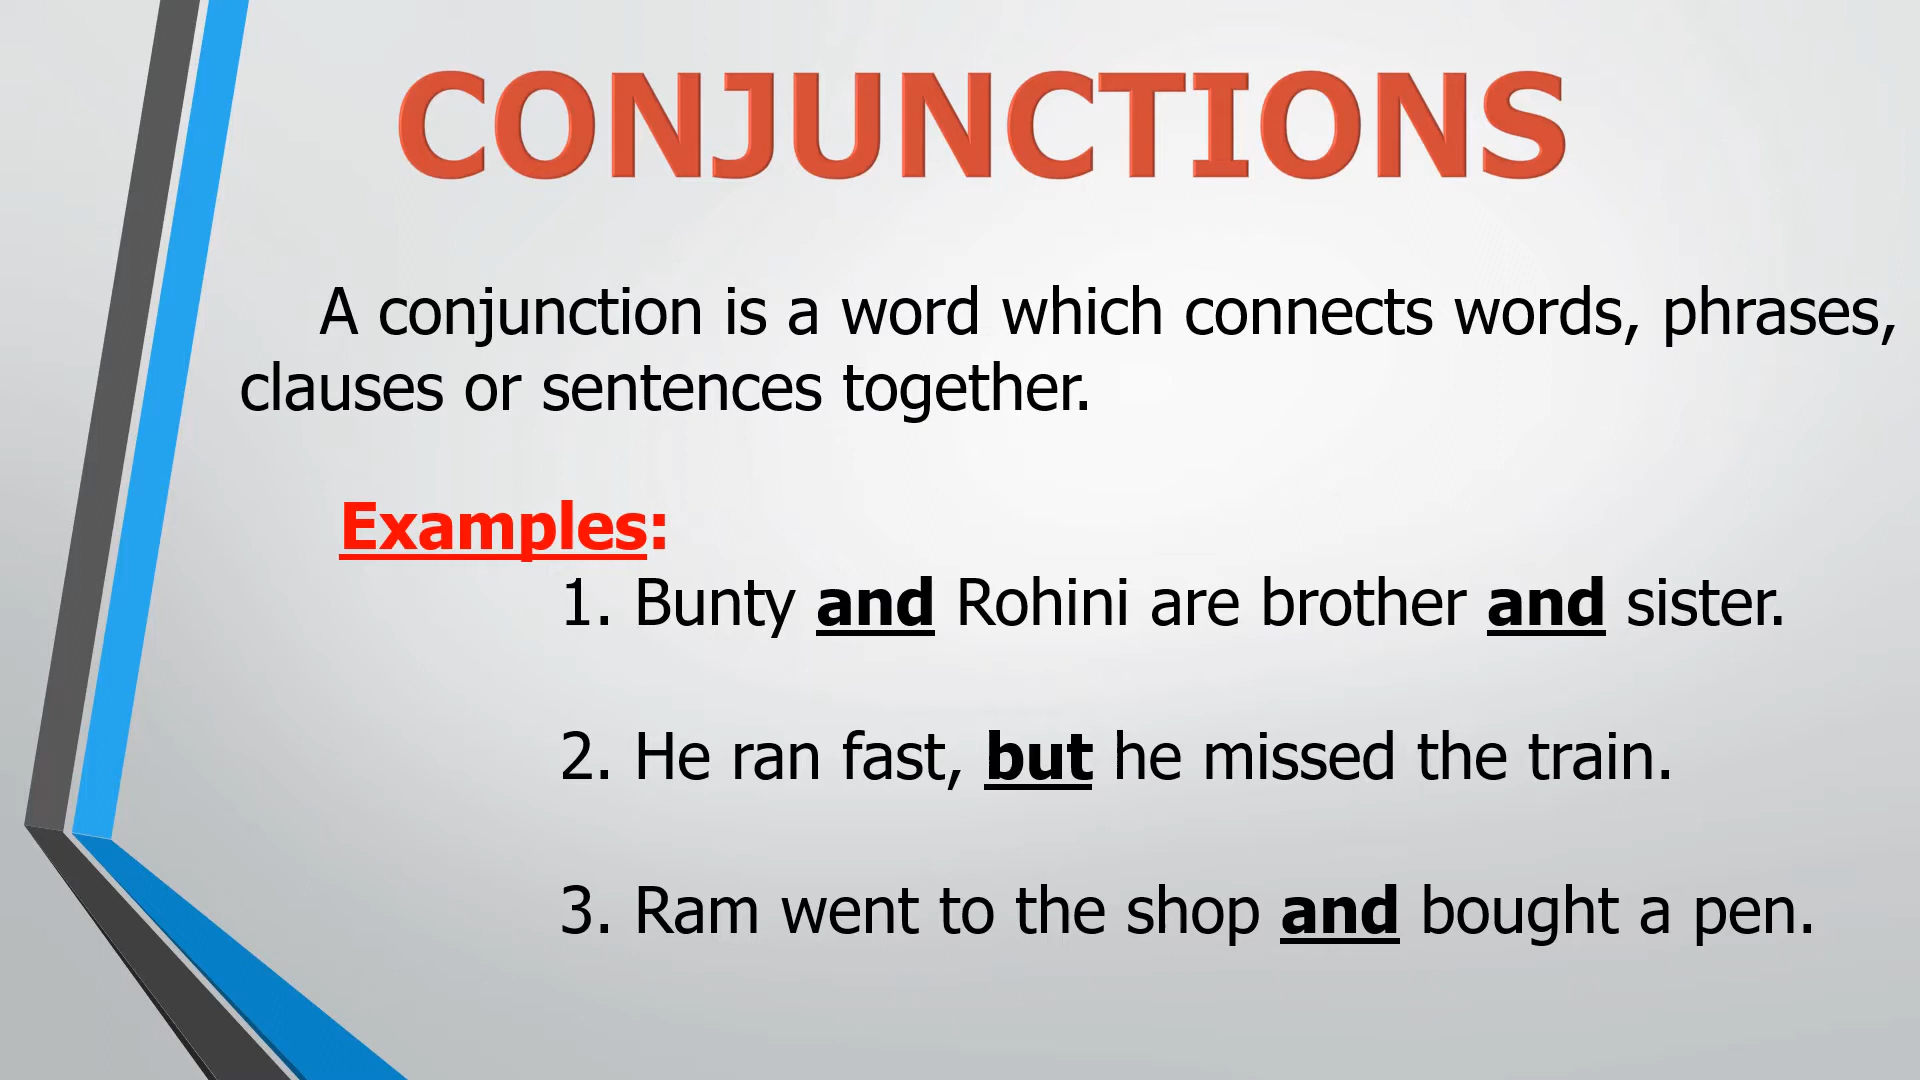 CONJUNCTIONS
A conjunction is a word which connects words, phrases,
clauses or sentences together.
Examples:
1. Bunty and Rohini are brother and sister.
2. He ran fast, but he missed the train.
3. Ram went to the shop and bought a pen.